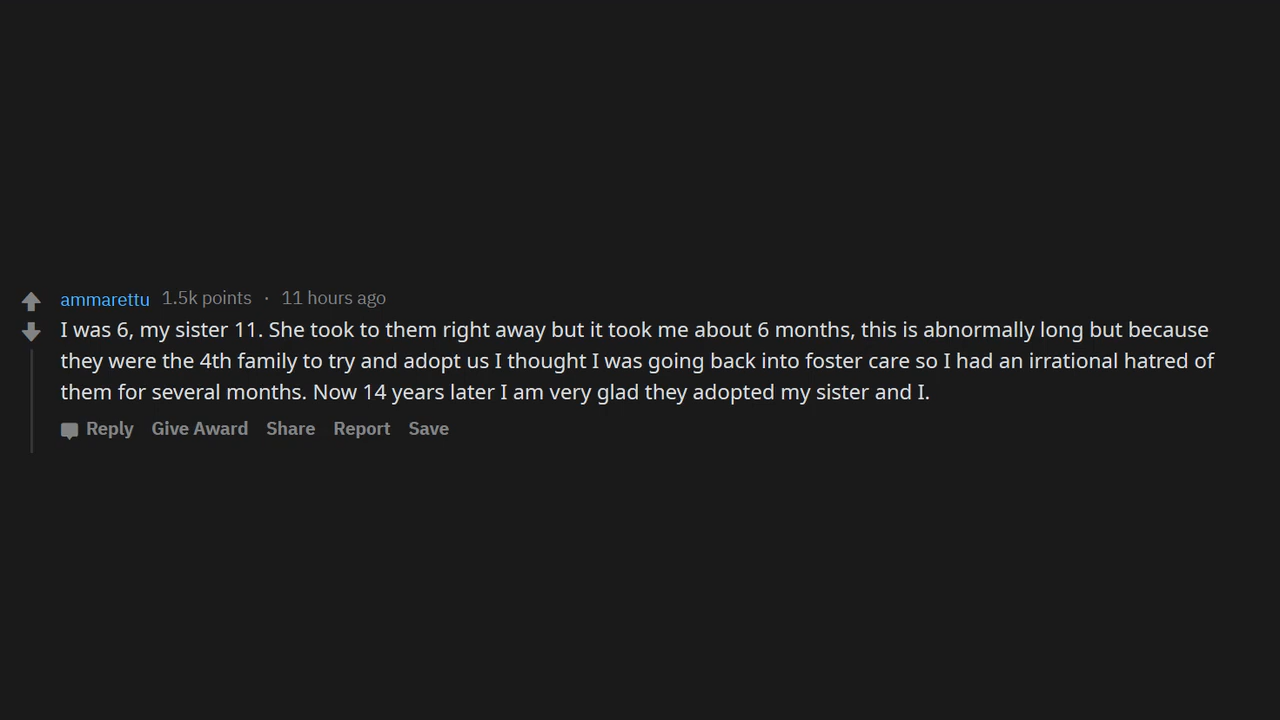 ammarettu 1.5k points · 11 hours ago
I was 6, my sister 11. She took to them right away but it took me about 6 months, this is abnormally long but because
they were the 4th family to try and adopt us I thought I was going back into foster care so I had an irrational hatred of
them for several months. Now 14 years later I am very glad they adopted my sister and I.
Reply Give Award Share Report Save